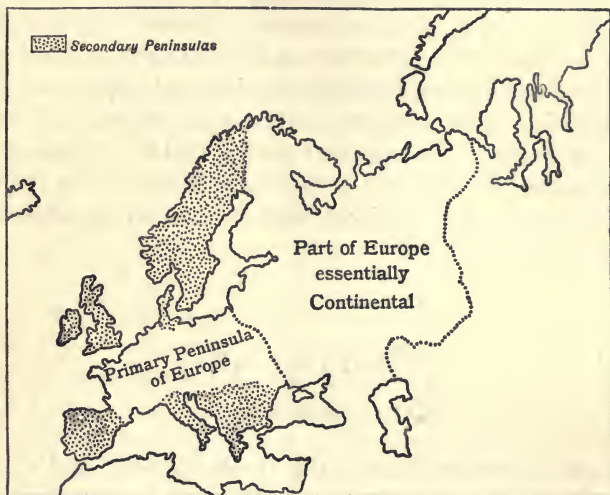 Secondary Peninsulas
Part of Europe
essentially
Continental
Primary Peninsula
of Europe